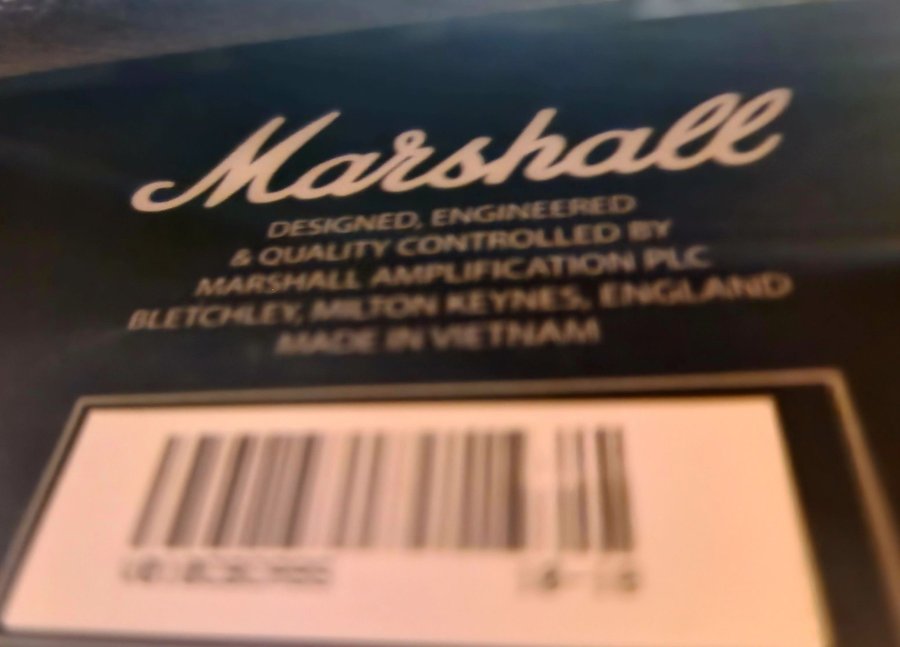 Marshall
DESIGNED, ENGINEERED
& QUALITY CONTROLLED BY
MARSHALL AMPLIFICATION PLC
BLETCHLEY, MILTON KEYNES, ENGLAND
MADE IN VIETNAM